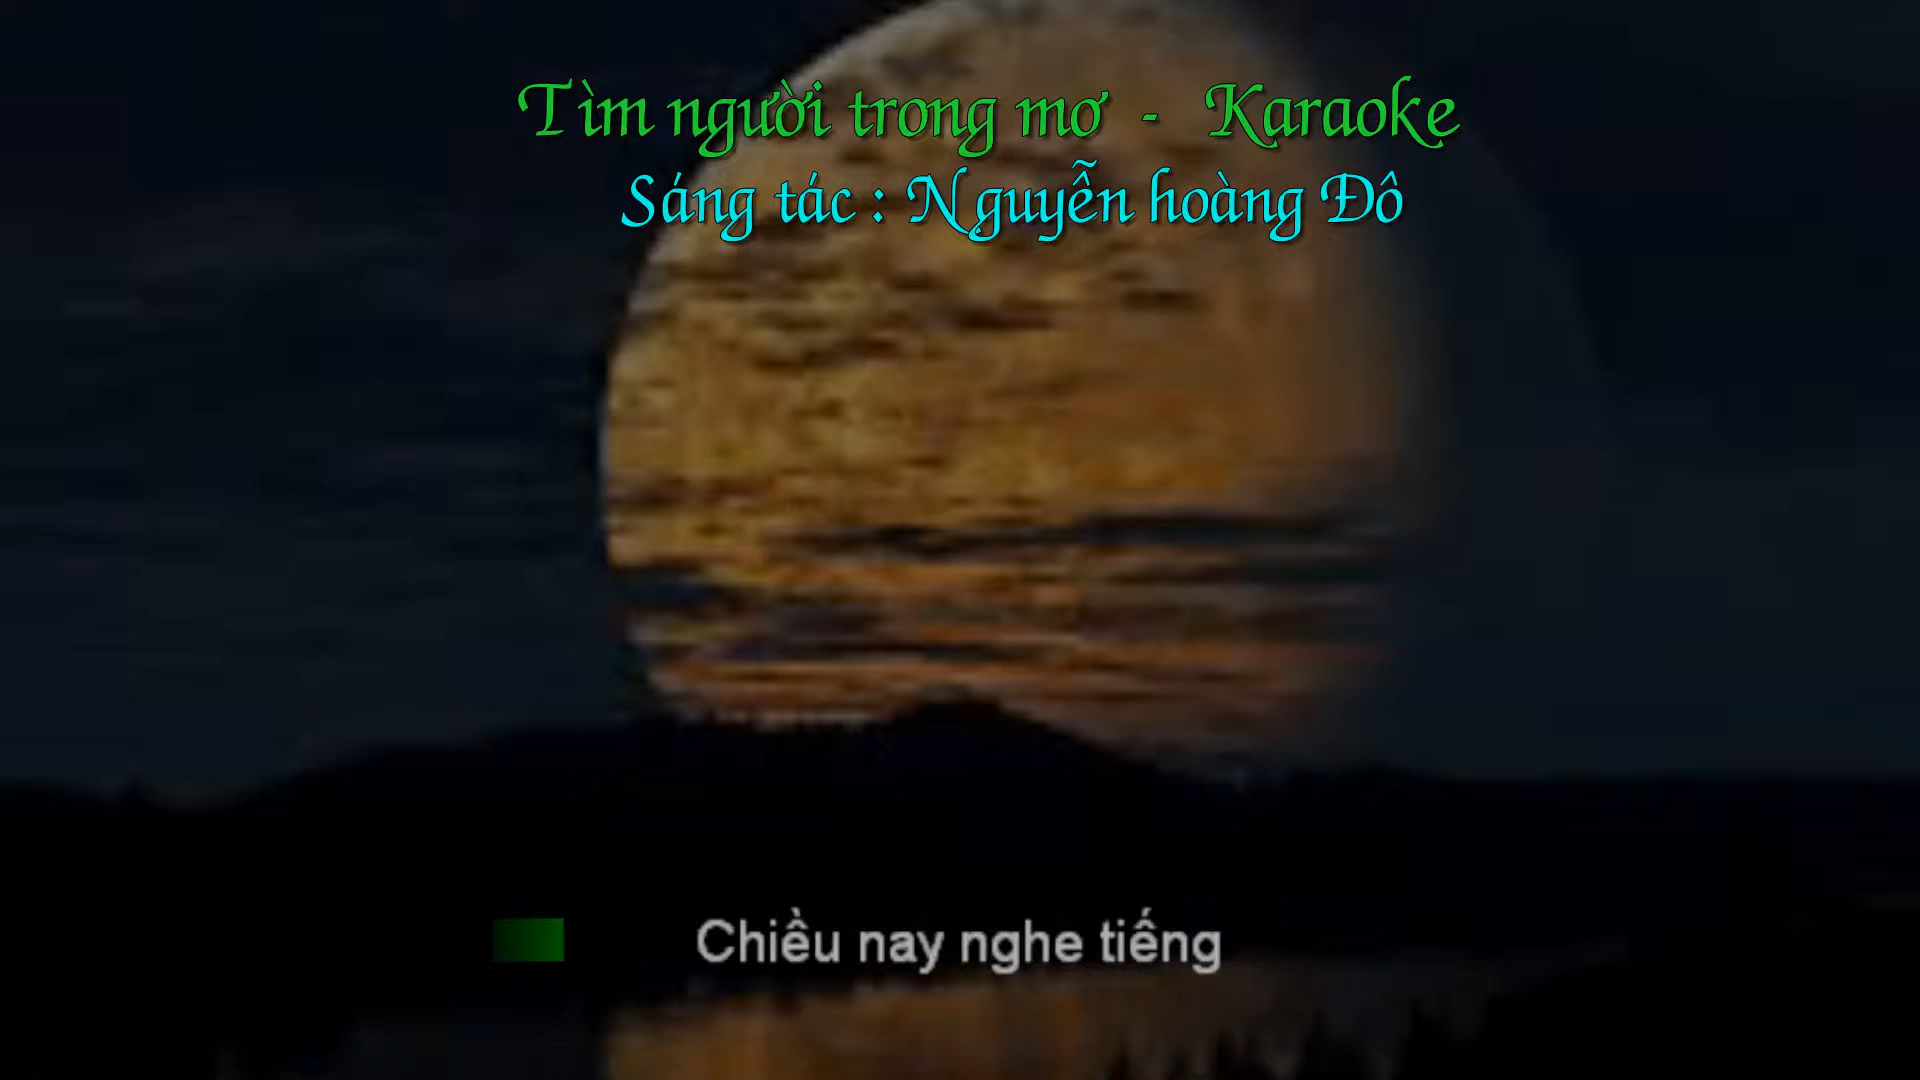 Tìm người trong mơ - Karaoke
Sáng tác : Nguyễn hoàng Đô
Chiều nay nghe tiếng